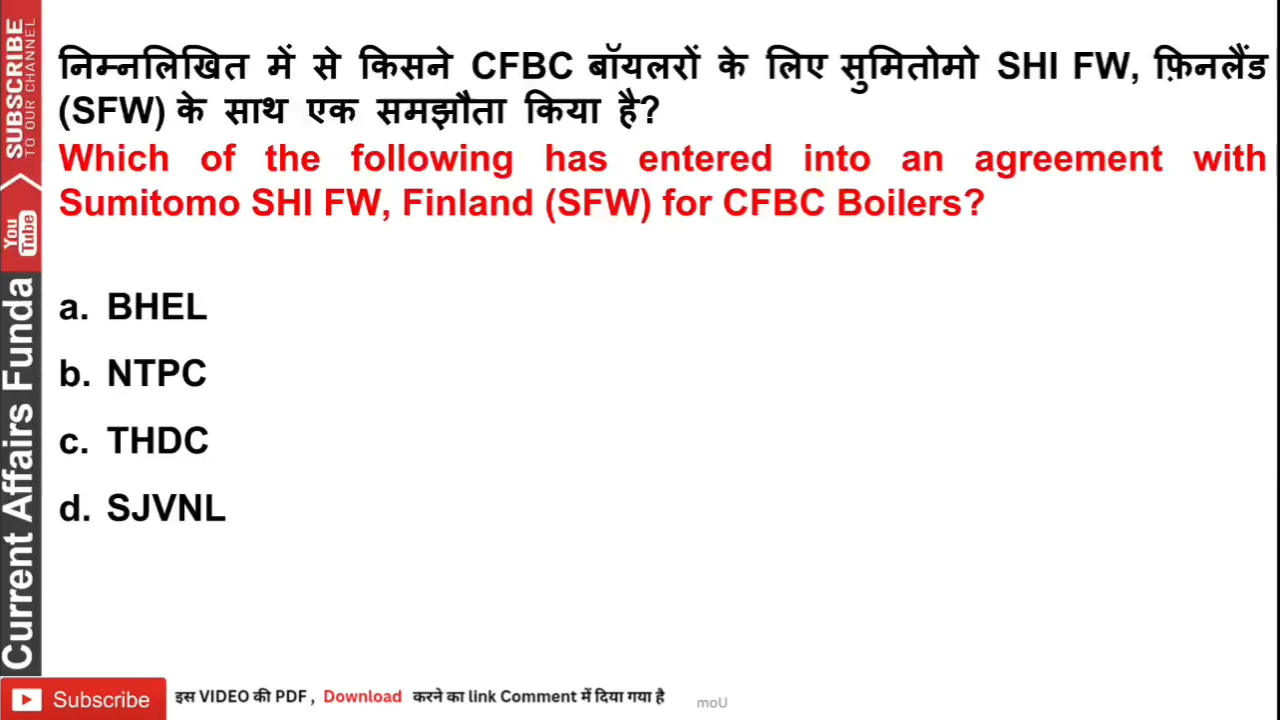 निम्नलिखित में से किसने CFBC बॉयलरों के लिए सुमितोमो SHI FW, फ़िनलैंड
(SFW) के साथ एक समझौता किया है?
Which of the following has entered into an agreement with
Sumitomo SHI FW, Finland (SFW) for CFBC Boilers?
a. BHEL
b. NTPC
c. THDC
d. SJVNL
SUBSCRIBE
TO OUR CHANNEL
You
Tube
Current Affairs Funda
Subscribe
इस VIDEO की PDF , Download करने का link Comment में दिया गया है
moU